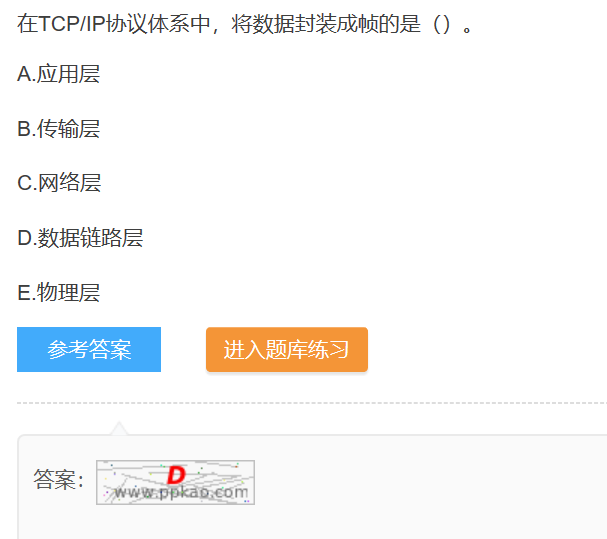 在TCP/IP协议体系中，将数据封装成帧的是（）。
A.应用层
B.传输层
C.网络层
D.数据链路层
E.物理层
参考答案 进入题库练习
答案： D
www.ppkao.com